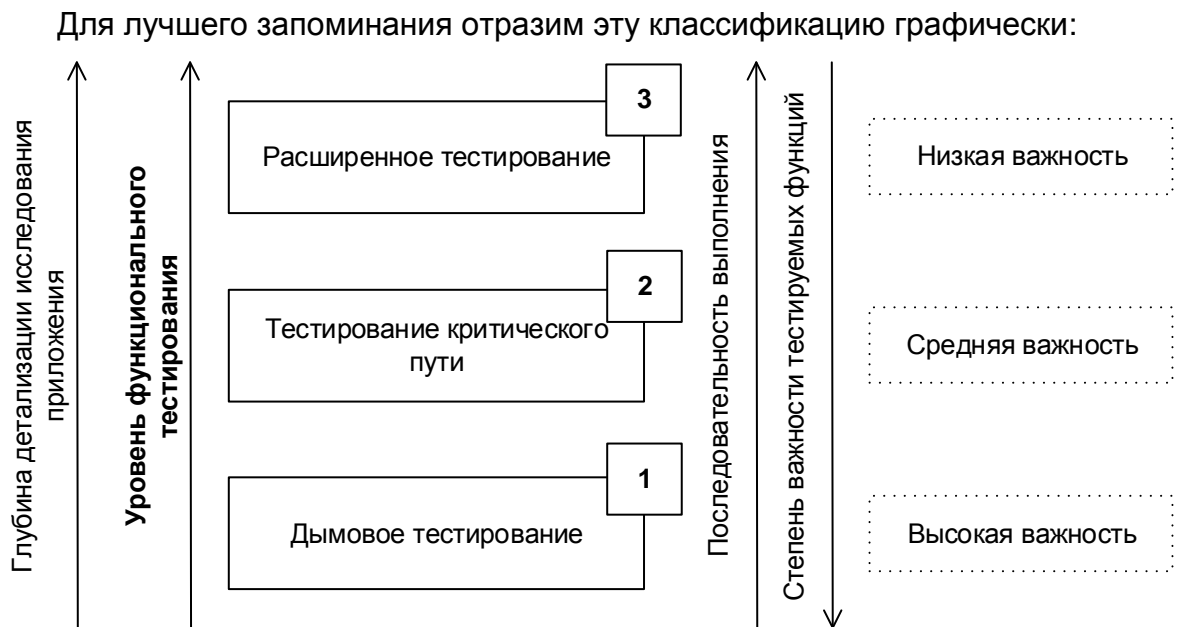 Для лучшего запоминания отразим эту классификацию графически:
Глубина детализации исследования
приложения
Уровень функционального
тестирования
3
Расширенное тестирование
2
Тестирование критического
пути
1
Дымовое тестирование
Последовательность выполнения
Степень важности тестируемых функций
Низкая важность
Средняя важность
Высокая важность